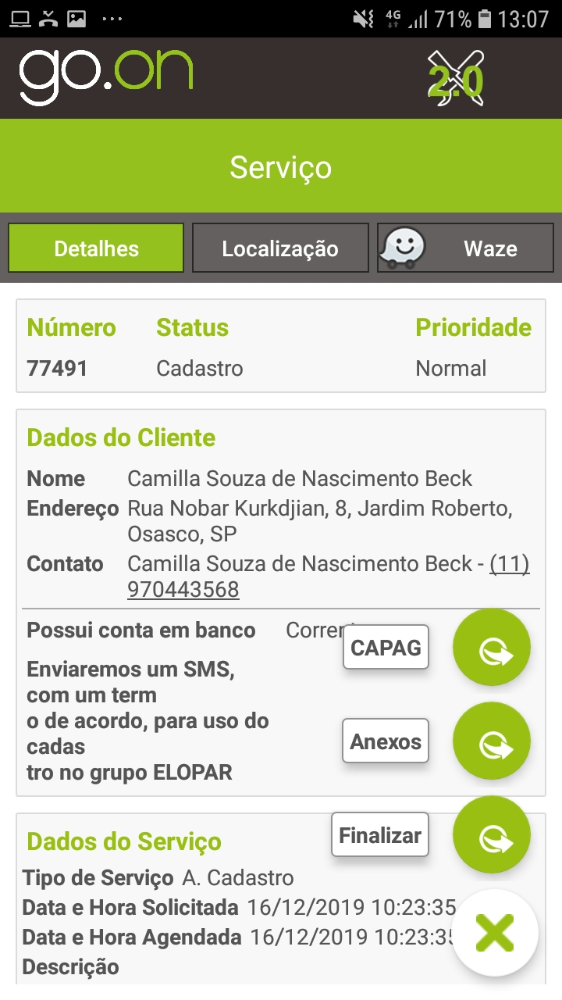 4G 71% 13:07
go.on 2.0
Serviço
Detalhes Localização Waze
Número Status Prioridade
77491 Cadastro Normal
Dados do Cliente
Nome Camilla Souza de Nascimento Beck
Endereço Rua Nobar Kurkdjian, 8, Jardim Roberto,
Osasco, SP
Contato Camilla Souza de Nascimento Beck - (11)
970443568
Possui conta em banco
CAPAG
Enviaremos um SMS,
com um term
o de acordo, para uso do
cadas
tro no grupo ELOPAR
Anexos
Finalizar
Dados do Serviço
Tipo de Serviço A. Cadastro
Data e Hora Solicitada 16/12/2019 10:23:35
Data e Hora Agendada 16/12/2019 10:23:35
Descrição